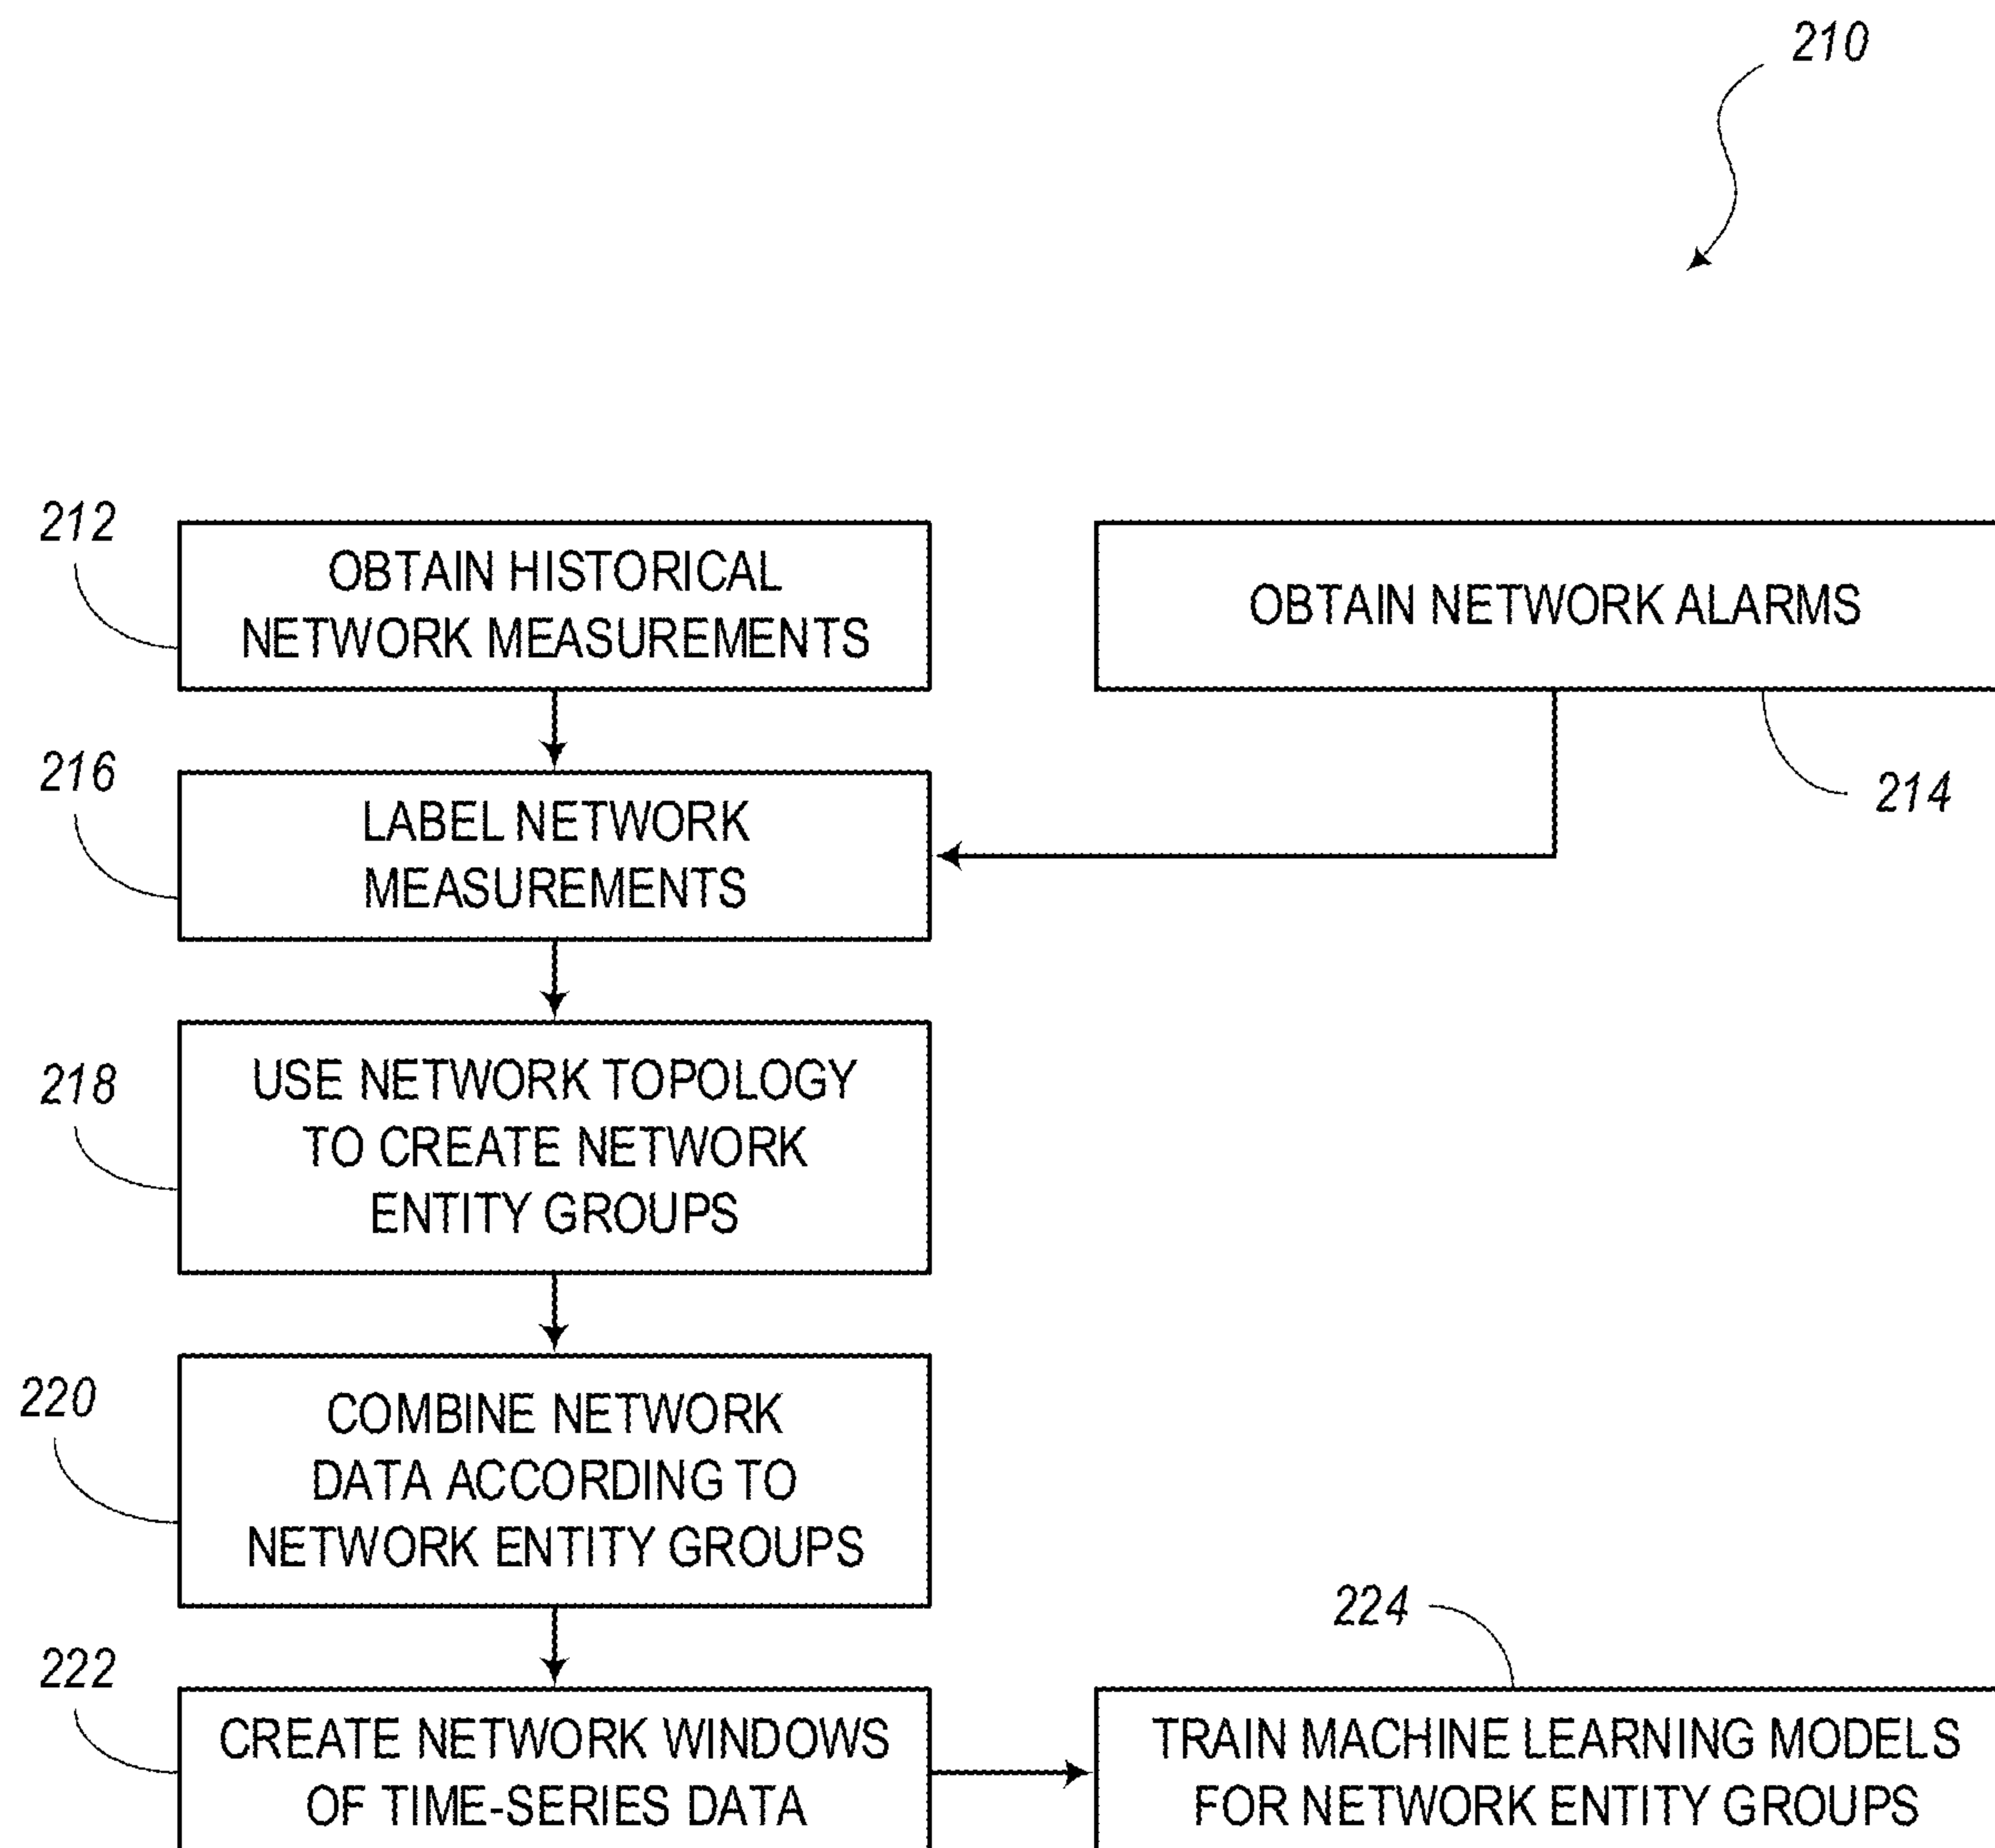 210
212
OBTAIN HISTORICAL
NETWORK MEASUREMENTS
OBTAIN NETWORK ALARMS
214
216
LABEL NETWORK
MEASUREMENTS
218
USE NETWORK TOPOLOGY
TO CREATE NETWORK
ENTITY GROUPS
220
COMBINE NETWORK
DATA ACCORDING TO
NETWORK ENTITY GROUPS
222
CREATE NETWORK WINDOWS
OF TIME-SERIES DATA
224
TRAIN MACHINE LEARNING MODELS
FOR NETWORK ENTITY GROUPS